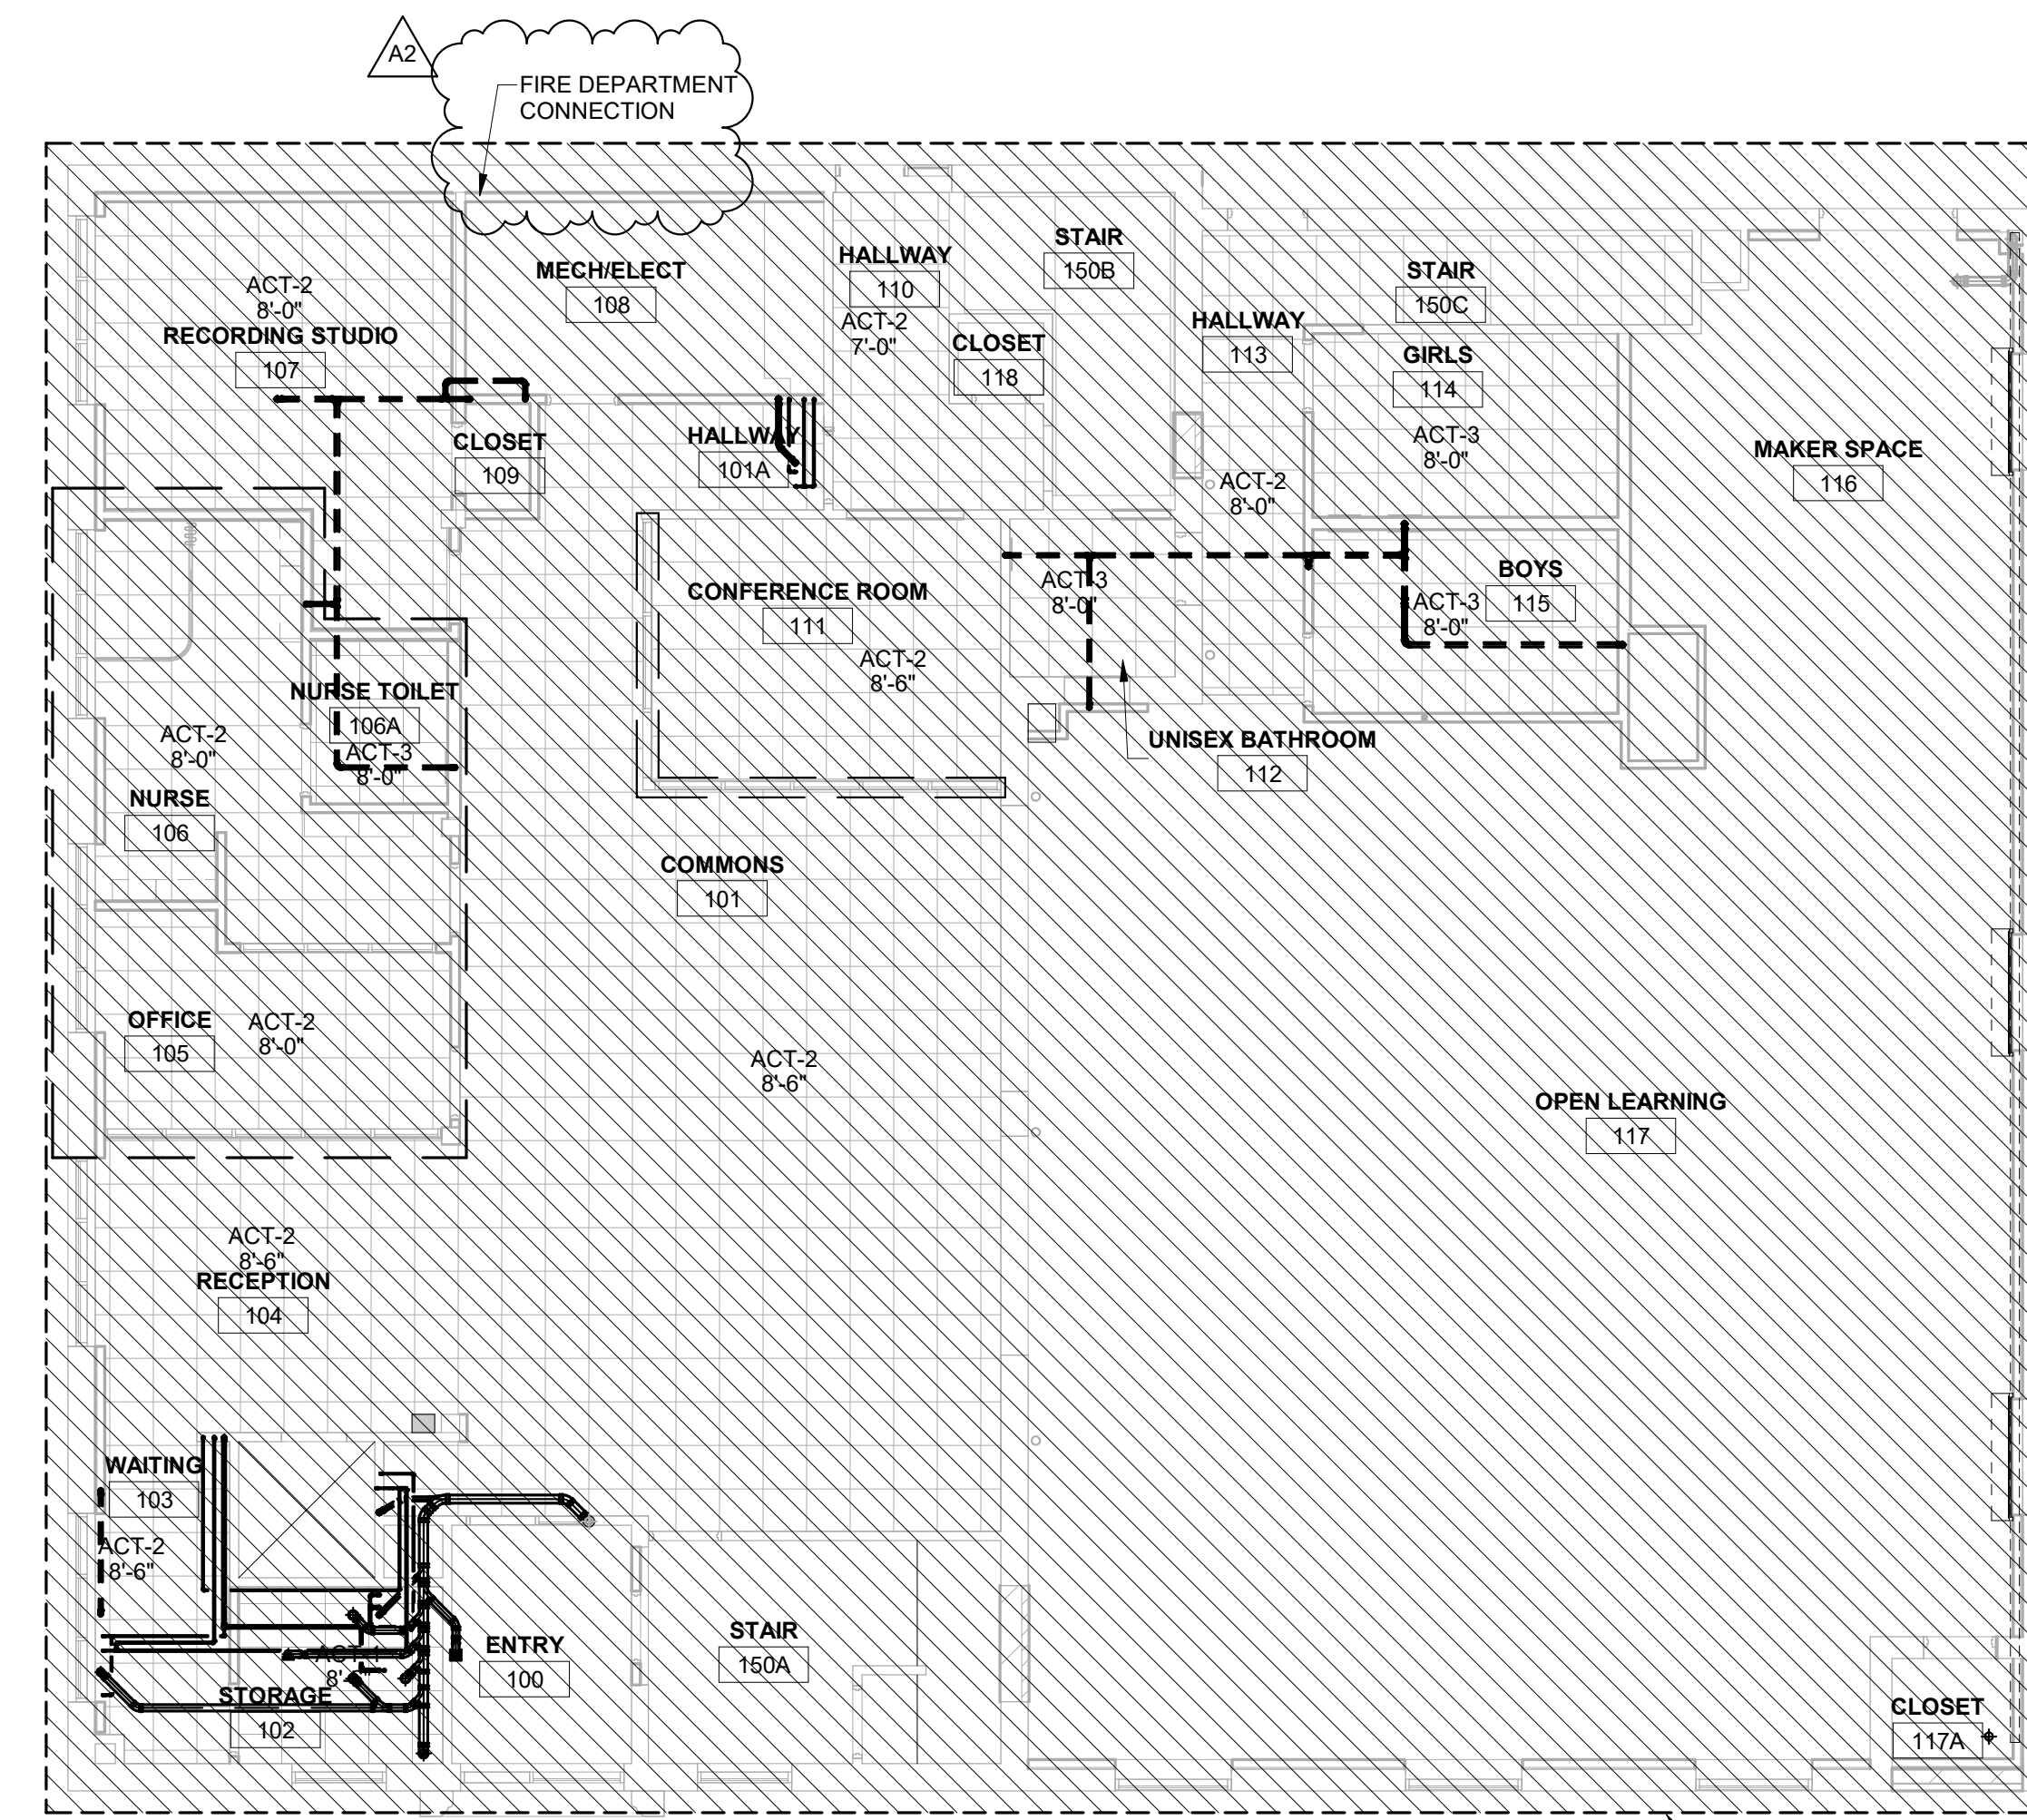 A2
FIRE DEPARTMENT
CONNECTION
ACT-2
8'-0"
RECORDING STUDIO
107
MECH/ELECT
108
HALLWAY
110
ACT-2
7'-0"
STAIR
150B
CLOSET
118
HALLWAY
113
STAIR
150C
GIRLS
114
ACT-3
8'-0"
MAKER SPACE
116
CLOSET
109
HALLWAY
101A
ACT-2
8'-0"
CONFERENCE ROOM
111
ACT-2
8'-6"
ACT-3
8'-0"
BOYS
115
ACT-3
8'-0"
UNISEX BATHROOM
112
NURSE TOILET
106A
ACT-3
8'-0"
ACT-2
8'-0"
NURSE
106
COMMONS
101
OFFICE
105
ACT-2
8'-0"
ACT-2
8'-6"
OPEN LEARNING
117
ACT-2
8'-6"
RECEPTION
104
WAITING
103
ACT-2
8'-6"
STORAGE
102
ENTRY
100
STAIR
150A
CLOSET
117A